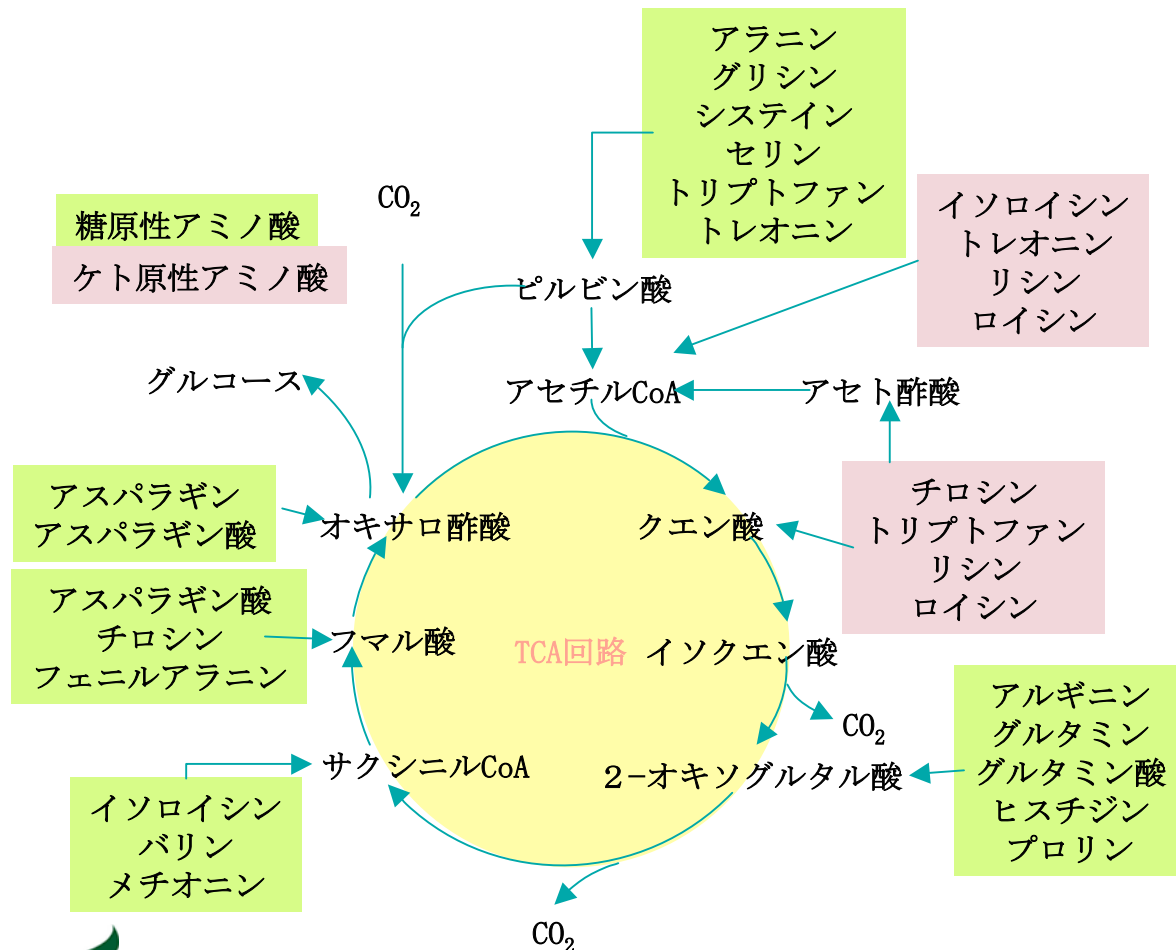 アラニン
グリシン
システイン
セリン
トリプトファン
トレオニン
イソロイシン
トレオニン
リシン
ロイシン
CO₂
糖原性アミノ酸
ケト原性アミノ酸
ピルビン酸
グルコース
アセチルCoA
アセト酢酸
チロシン
トリプトファン
リシン
ロイシン
アスパラギン
アスパラギン酸
オキサロ酢酸
クエン酸
アスパラギン酸
チロシン
フェニルアラニン
フマル酸
TCA回路
イソクエン酸
CO₂
アルギニン
グルタミン
グルタミン酸
ヒスチジン
プロリン
サクシニルCoA
２−オキソグルタル酸
イソロイシン
バリン
メチオニン
CO₂